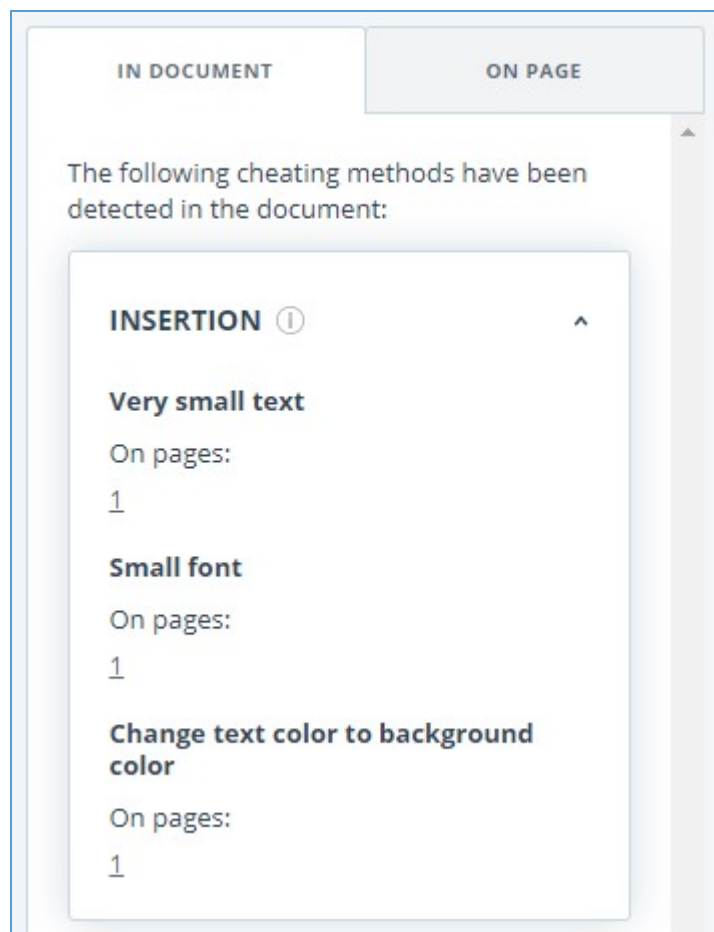 IN DOCUMENT
ON PAGE
The following cheating methods have been
detected in the document:
INSERTION
Very small text
On pages:
1
Small font
On pages:
1
Change text color to background
color
On pages:
1